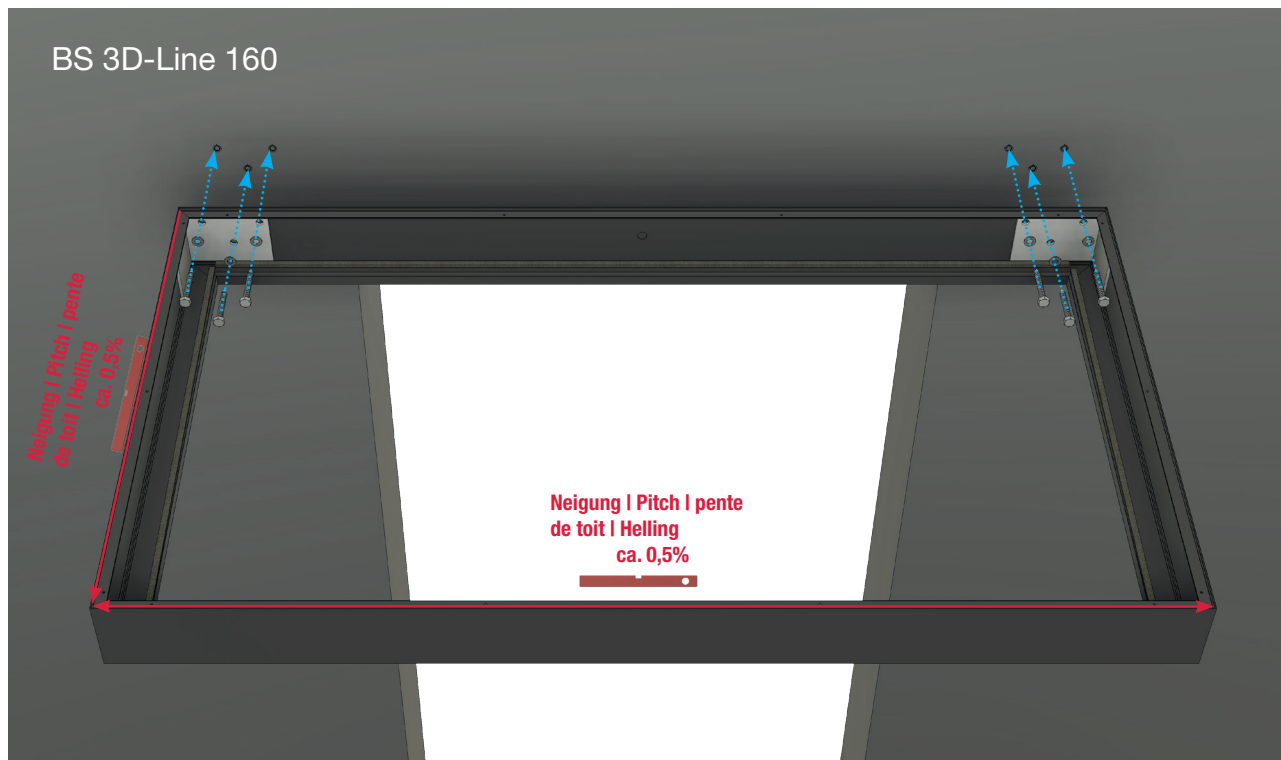 BS 3D-Line 160
Neigung | Pitch | pente
de toit | Helling
ca. 0,5%
Neigung | Pitch | pente
de toit | Helling
ca. 0,5%